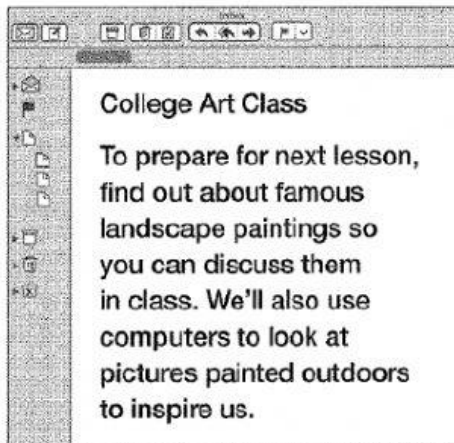 College Art Class
To prepare for next lesson,
find out about famous
landscape paintings so
you can discuss them
in class. We'll also use
computers to look at
pictures painted outdoors
to inspire us.